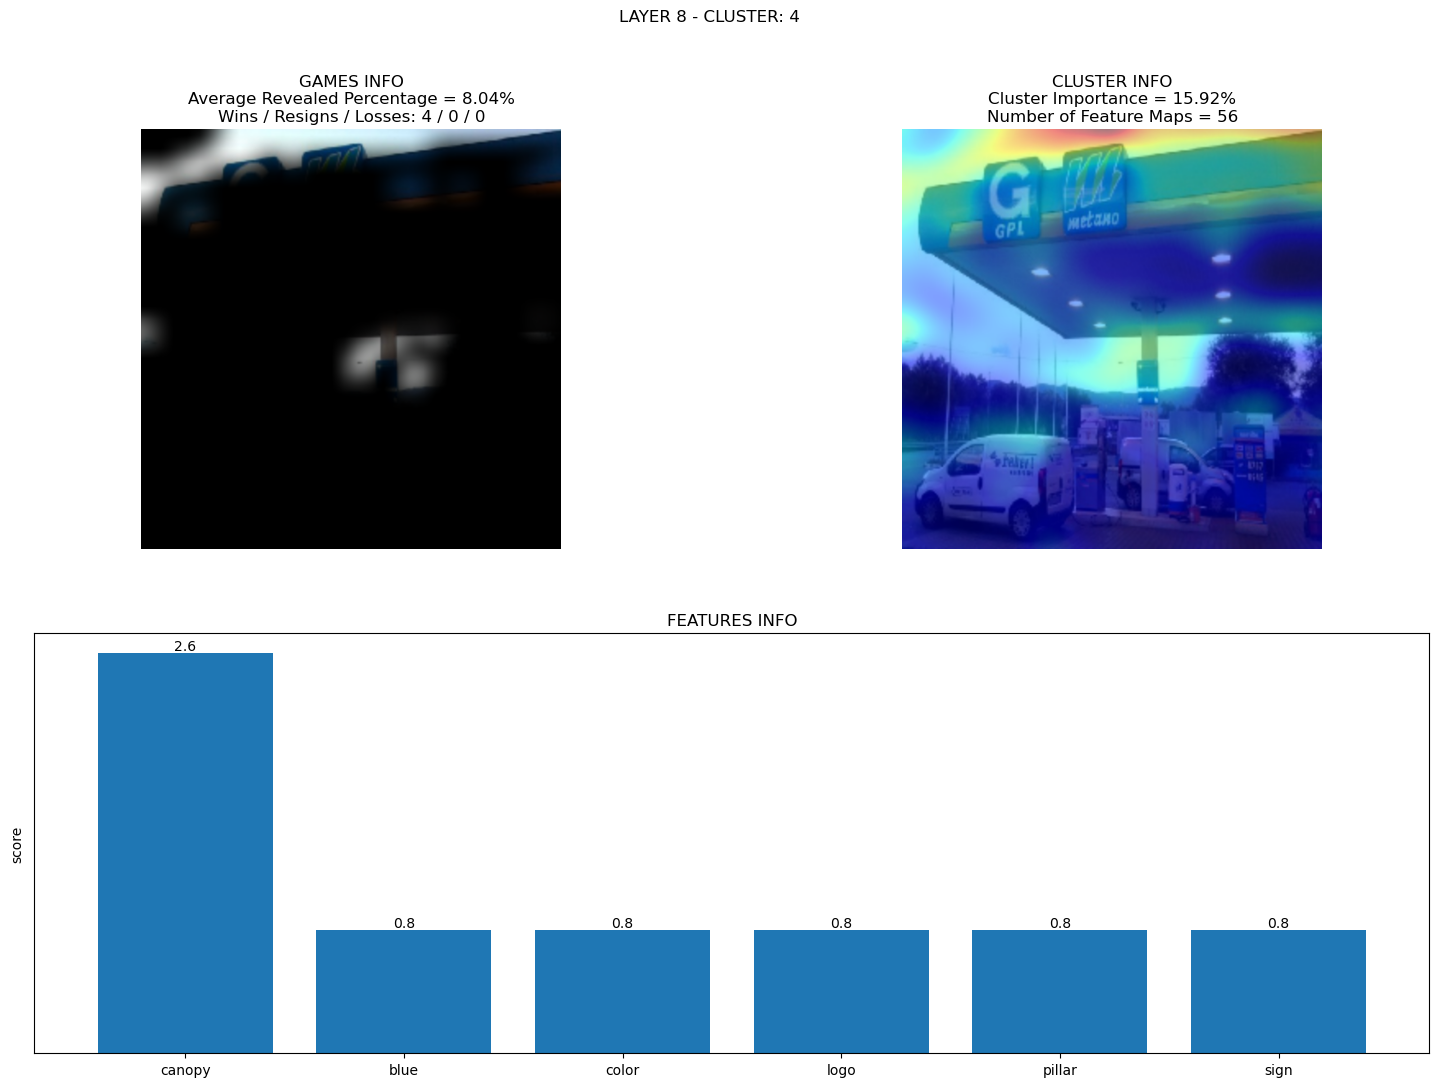 LAYER 8 - CLUSTER: 4
GAMES INFO
Average Revealed Percentage = 8.04%
Wins / Resigns / Losses: 4 / 0 / 0
G
CLUSTER INFO
Cluster Importance = 15.92%
Number of Feature Maps = 56
G
GPL
metano
FEATURES INFO
score
2.6
0.8
0.8
0.8
0.8
0.8
canopy
blue
color
logo
pillar
sign